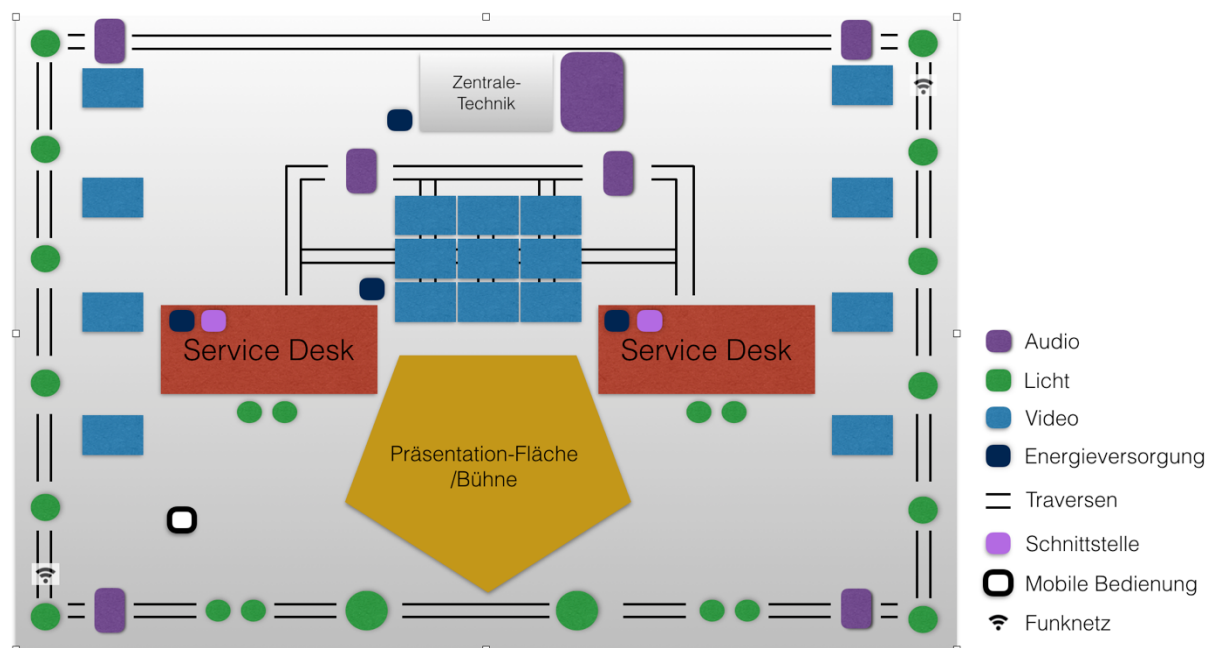 Zentrale-
Technik
Service Desk
Service Desk
Präsentation-Fläche
/Bühne
Audio
Licht
Video
Energieversorgung
Traversen
Schnittstelle
Mobile Bedienung
Funknetz